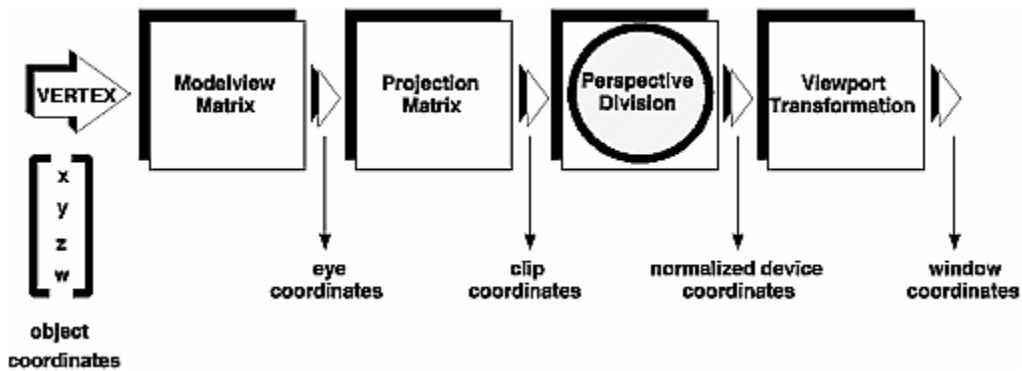 VERTEX
Modelview
Matrix
Projection
Matrix
Perspective
Division
Viewport
Transformation
x
y
z
w
object
coordinates
eye
coordinates
clip
coordinates
normalized device
coordinates
window
coordinates